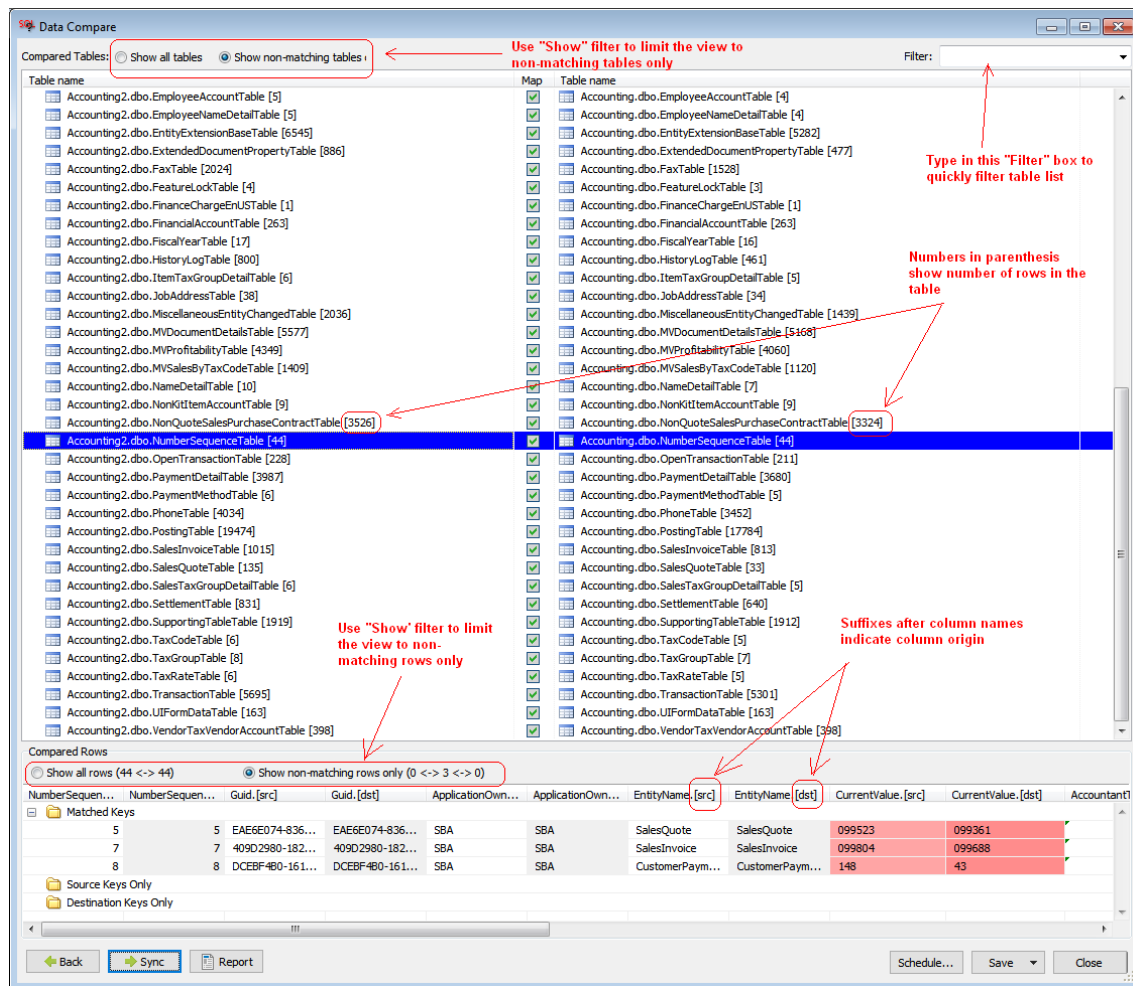 SQL Data Compare
Compared Tables: Show all tables Show non-matching tables
Use "Show" filter to limit the view to
non-matching tables only
Filter:
Table name Map Table name
Accounting2.dbo.EmployeeAccountTable [5] Accounting.dbo.EmployeeAccountTable [4]
Accounting2.dbo.EmployeeNameDetailTable [5] Accounting.dbo.EmployeeNameDetailTable [4]
Accounting2.dbo.EntityExtensionBaseTable [6545] Accounting.dbo.EntityExtensionBaseTable [5282]
Accounting2.dbo.ExtendedDocumentPropertyTable [886] Accounting.dbo.ExtendedDocumentPropertyTable [477]
Accounting2.dbo.FaxTable [2024] Accounting.dbo.FaxTable [1528]
Accounting2.dbo.FeatureLockTable [4] Accounting.dbo.FeatureLockTable [3]
Accounting2.dbo.FinanceChargeEnUSTable [1] Accounting.dbo.FinanceChargeEnUSTable [1]
Accounting2.dbo.FinancialAccountTable [263] Accounting.dbo.FinancialAccountTable [263]
Accounting2.dbo.FiscalYearTable [17] Accounting.dbo.FiscalYearTable [16]
Accounting2.dbo.HistoryLogTable [800] Accounting.dbo.HistoryLogTable [461]
Accounting2.dbo.ItemTaxGroupDetailTable [6] Accounting.dbo.ItemTaxGroupDetailTable [5]
Accounting2.dbo.JobAddressTable [38] Accounting.dbo.JobAddressTable [34]
Accounting2.dbo.MiscellaneousEntityChangedTable [2036] Accounting.dbo.MiscellaneousEntityChangedTable [1439]
Accounting2.dbo.MVDocumentDetailsTable [5577] Accounting.dbo.MVDocumentDetailsTable [5168]
Accounting2.dbo.MVProfitabilityTable [4349] Accounting.dbo.MVProfitabilityTable [4060]
Accounting2.dbo.MVSalesByTaxCodeTable [1409] Accounting.dbo.MVSalesByTaxCodeTable [1120]
Accounting2.dbo.NameDetailTable [10] Accounting.dbo.NameDetailTable [7]
Accounting2.dbo.NonKitItemAccountTable [9] Accounting.dbo.NonKitItemAccountTable [9]
Accounting2.dbo.NonQuoteSalesPurchaseContractTable [3526] Accounting.dbo.NonQuoteSalesPurchaseContractTable [3324]
Accounting2.dbo.NumberSequenceTable [44] Accounting.dbo.NumberSequenceTable [44]
Accounting2.dbo.OpenTransactionTable [228] Accounting.dbo.OpenTransactionTable [211]
Accounting2.dbo.PaymentDetailTable [3987] Accounting.dbo.PaymentDetailTable [3680]
Accounting2.dbo.PaymentMethodTable [6] Accounting.dbo.PaymentMethodTable [5]
Accounting2.dbo.PhoneTable [4034] Accounting.dbo.PhoneTable [3452]
Accounting2.dbo.PostingTable [19474] Accounting.dbo.PostingTable [17784]
Accounting2.dbo.SalesInvoiceTable [1015] Accounting.dbo.SalesInvoiceTable [813]
Accounting2.dbo.SalesQuoteTable [135] Accounting.dbo.SalesQuoteTable [33]
Accounting2.dbo.SalesTaxGroupDetailTable [6] Accounting.dbo.SalesTaxGroupDetailTable [5]
Accounting2.dbo.SettlementTable [831] Accounting.dbo.SettlementTable [640]
Accounting2.dbo.SupportingTableTable [1919] Accounting.dbo.SupportingTableTable [1912]
Accounting2.dbo.TaxCodeTable [6] Accounting.dbo.TaxCodeTable [5]
Accounting2.dbo.TaxGroupTable [8] Accounting.dbo.TaxGroupTable [7]
Accounting2.dbo.TaxRateTable [6] Accounting.dbo.TaxRateTable [5]
Accounting2.dbo.TransactionTable [5695] Accounting.dbo.TransactionTable [5301]
Accounting2.dbo.UIFormDataTable [163] Accounting.dbo.UIFormDataTable [163]
Accounting2.dbo.VendorTaxVendorAccountTable [398] Accounting.dbo.VendorTaxVendorAccountTable [398]
Type in this "Filter" box to
quickly filter table list
Numbers in parenthesis
show number of rows in the
table
Use "Show' filter to limit
the view to non-
matching rows only
Suffixes after column names
indicate column origin
Compared Rows
Show all rows (44 <-> 44) Show non-matching rows only (0 <-> 3 <-> 0)
NumberSequen... NumberSequen... Guid.[src] Guid.[dst] ApplicationOwn... ApplicationOwn... EntityName.[src] EntityName.[dst] CurrentValue.[src] CurrentValue.[dst] Accountant
Matched Keys
5 5 EAE6E074-836... EAE6E074-836... SBA SBA SalesQuote SalesQuote 099523 099361
7 7 409D2980-182... 409D2980-182... SBA SBA SalesInvoice SalesInvoice 099804 099688
8 8 DCEBF4B0-161... DCEBF4B0-161... SBA SBA CustomerPaym... CustomerPaym... 148 43
Source Keys Only
Destination Keys Only
Back Sync Report Schedule... Save Close